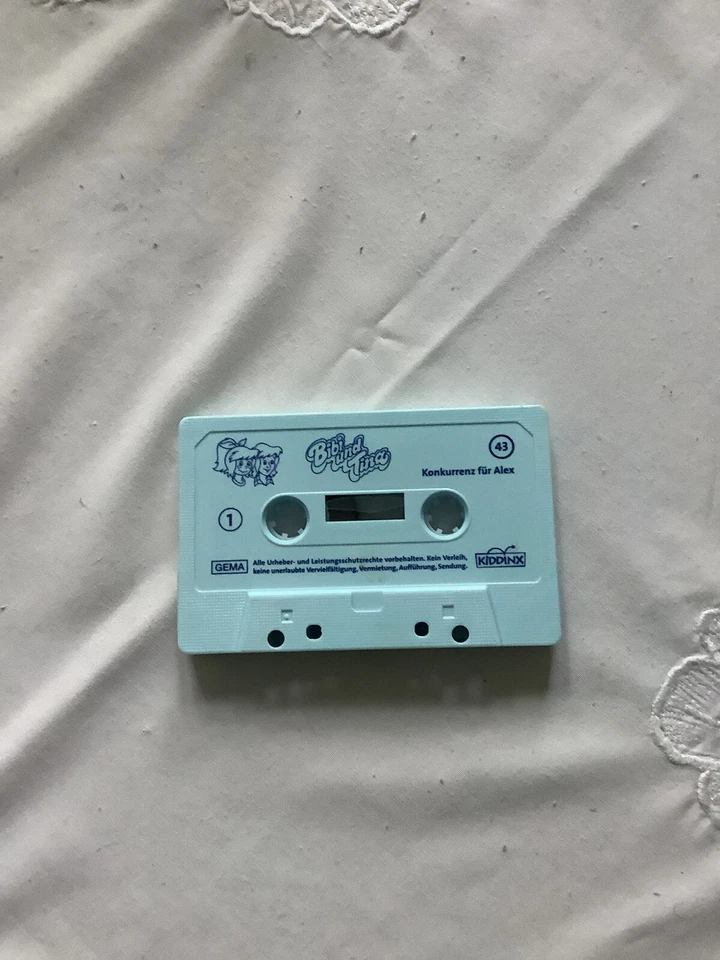 Bibi
und
Tina
43
Konkurrenz für Alex
1
GEMA
Alle Urheber- und Leistungsschutzrechte vorbehalten. Kein Verleih,
keine unerlaubte Vervielfältigung, Vermietung, Aufführung, Sendung.
KIDDINX